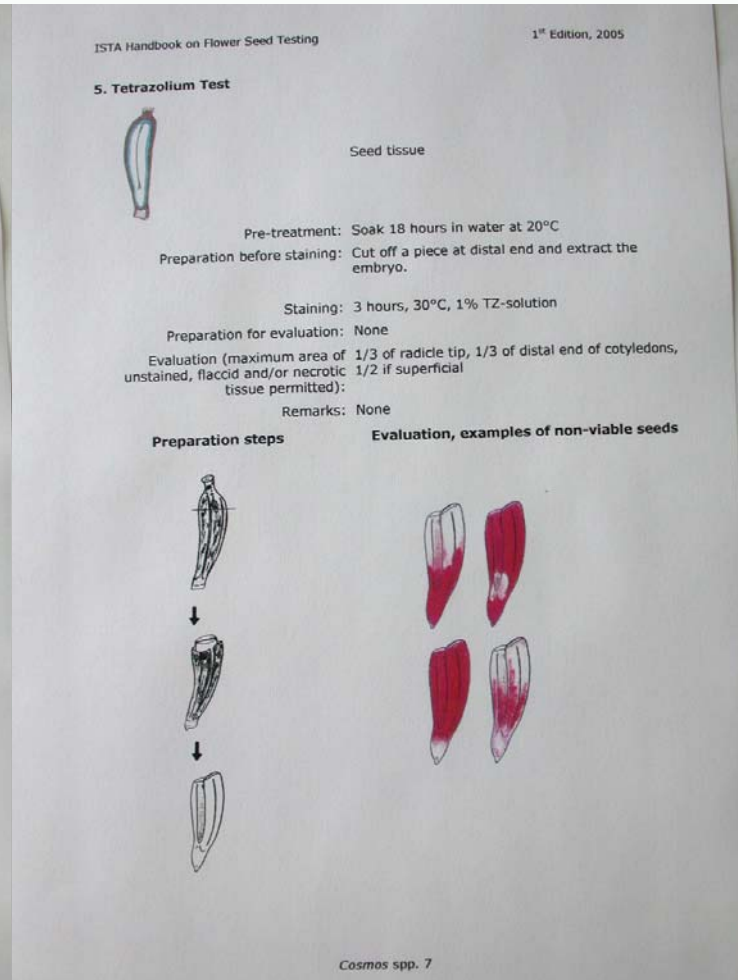 ISTA Handbook on Flower Seed Testing 1st Edition, 2005
5. Tetrazolium Test
Seed tissue
Pre-treatment: Soak 18 hours in water at 20°C
Preparation before staining: Cut off a piece at distal end and extract the
embryo.
Staining: 3 hours, 30°C, 1% TZ-solution
Preparation for evaluation: None
Evaluation (maximum area of 1/3 of radicle tip, 1/3 of distal end of cotyledons,
unstained, flaccid and/or necrotic 1/2 if superficial
tissue permitted):
Remarks: None
Preparation steps Evaluation, examples of non-viable seeds
Cosmos spp. 7